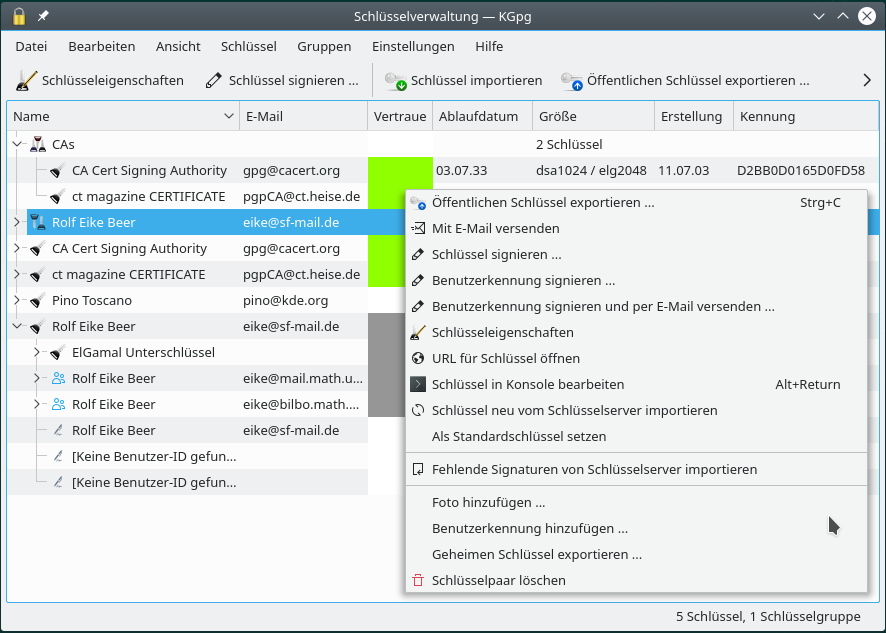 Schlüsselverwaltung — KGpg
Datei Bearbeiten Ansicht Schlüssel Gruppen Einstellungen Hilfe
Schlüsseleigenschaften Schlüssel signieren ... Schlüssel importieren Öffentlichen Schlüssel exportieren ...
Name E-Mail Vertraue Ablaufdatum Größe Erstellung Kennung
CAs 2 Schlüssel
CA Cert Signing Authority gpg@cacert.org 03.07.33 dsa1024 / elg2048 11.07.03 D2BB0D0165D0FD58
ct magazine CERTIFICATE pgpCA@ct.heise.de
Rolf Eike Beer eike@sf-mail.de
CA Cert Signing Authority gpg@cacert.org
ct magazine CERTIFICATE pgpCA@ct.heise.de
Pino Toscano pino@kde.org
Rolf Eike Beer eike@sf-mail.de
ElGamal Unterschlüssel
Rolf Eike Beer eike@mail.math.u...
Rolf Eike Beer eike@bilbo.math....
Rolf Eike Beer eike@sf-mail.de
[Keine Benutzer-ID gefun...
[Keine Benutzer-ID gefun...
Öffentlichen Schlüssel exportieren ... Strg+C
Mit E-Mail versenden
Schlüssel signieren ...
Benutzerkennung signieren ...
Benutzerkennung signieren und per E-Mail versenden ...
Schlüsseleigenschaften
URL für Schlüssel öffnen
Schlüssel in Konsole bearbeiten Alt+Return
Schlüssel neu vom Schlüsselserver importieren
Als Standardschlüssel setzen
Fehlende Signaturen von Schlüsselserver importieren
Foto hinzufügen ...
Benutzerkennung hinzufügen ...
Geheimen Schlüssel exportieren ...
Schlüsselpaar löschen
5 Schlüssel, 1 Schlüsselgruppe